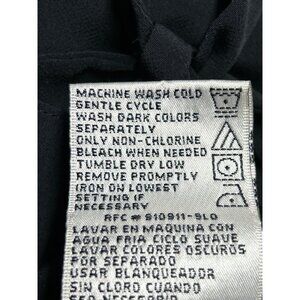 MACHINE WASH COLD
GENTLE CYCLE
WASH DARK COLORS
SEPARATELY
ONLY NON-CHLORINE
BLEACH WHEN NEEDED
TUMBLE DRY LOW
REMOVE PROMPTLY
IRON ON LOWEST
SETTING IF
NECESSARY
RFC # 910911-9L0
LAVAR EN MAQUINA CON
AGUA FRIA CICLO SUAVE
LAVAR COLORES OSCUROS
POR SEPARADO
USAR BLANQUEADOR
SIN CLORO CUANDO